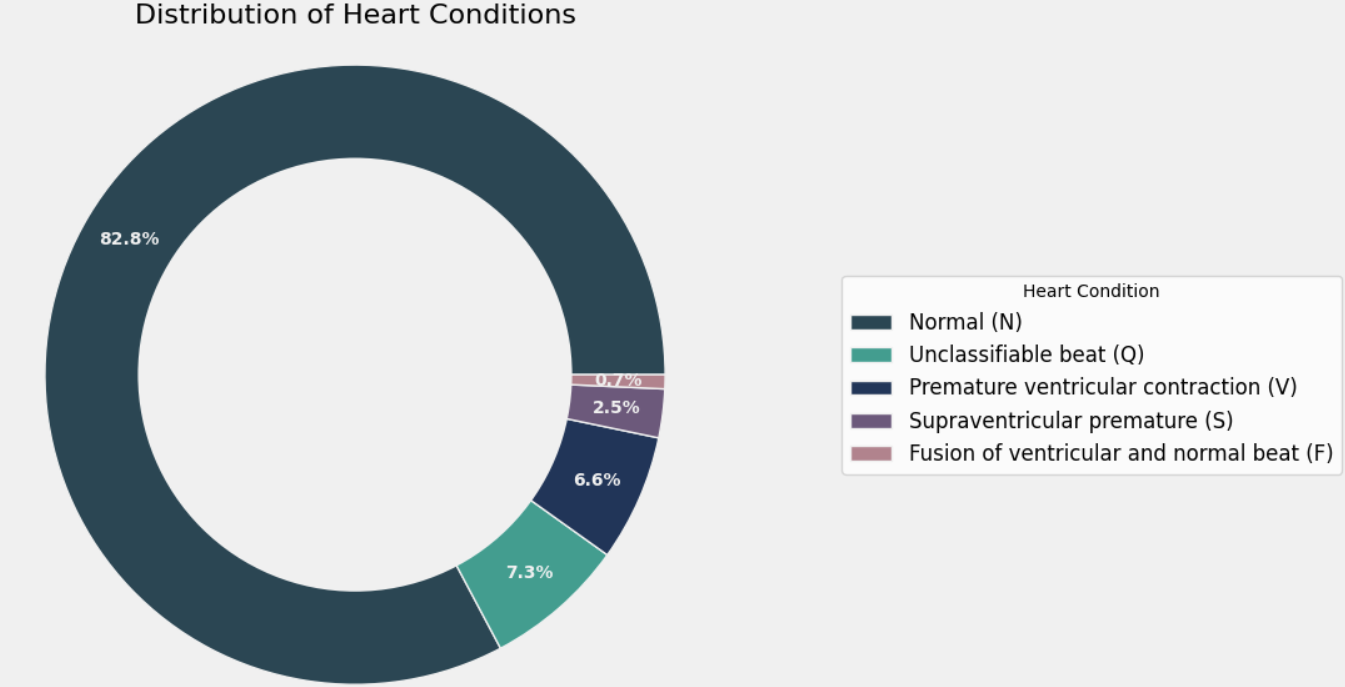 Distribution of Heart Conditions
82.8%
0.7%
2.5%
6.6%
7.3%
Heart Condition
Normal (N)
Unclassifiable beat (Q)
Premature ventricular contraction (V)
Supraventricular premature (S)
Fusion of ventricular and normal beat (F)